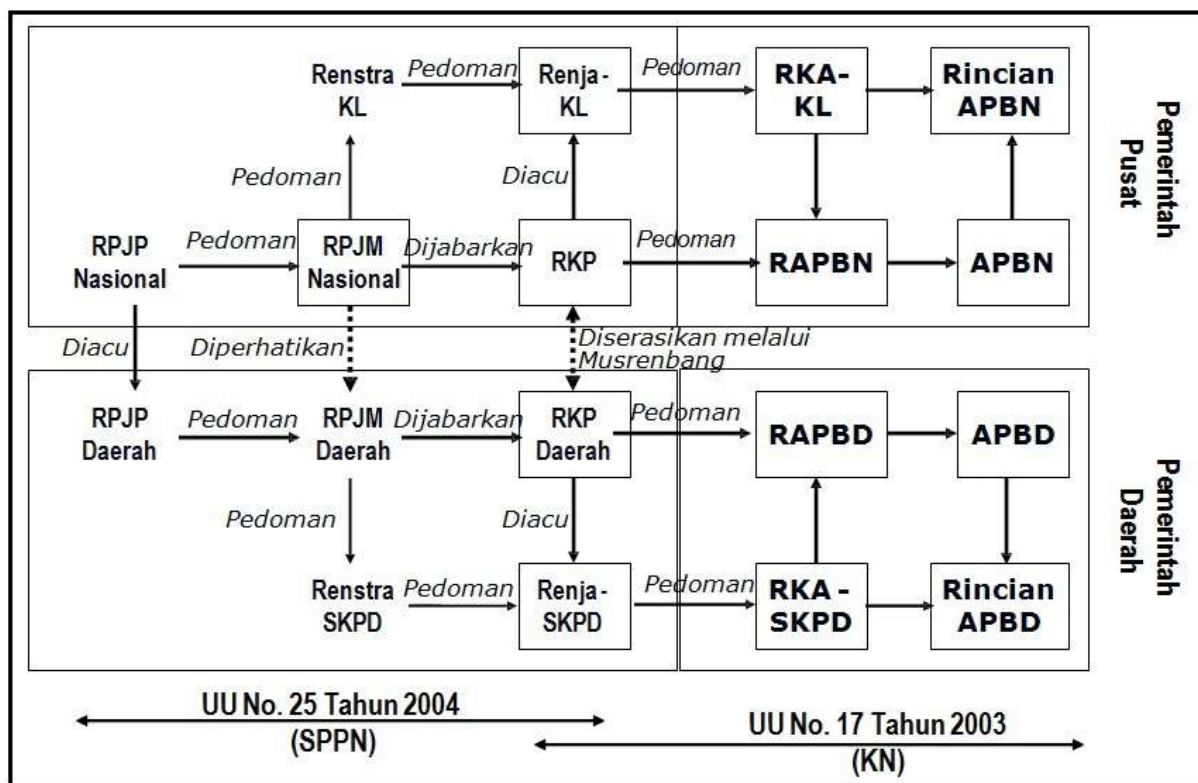 Renstra
KL
Pedoman
Renja-
KL
Pedoman
RKA-
KL
Rincian
APBN
Pedoman
Diacu
RPJP
Nasional
Pedoman
RPJM
Nasional
Dijabarkan
RKP
Pedoman
RAPBN
APBN
Pemerintah
Pusat
Diacu
Diperhatikan
Diserasikan melalui
Musrenbang
RPJP
Daerah
Pedoman
RPJM
Daerah
Dijabarkan
RKP
Daerah
Pedoman
RAPBD
APBD
Pedoman
Diacu
Renstra
SKPD
Pedoman
Renja-
SKPD
Pedoman
RKA -
SKPD
Rincian
APBD
Pemerintah
Daerah
UU No. 25 Tahun 2004
(SPPN)
UU No. 17 Tahun 2003
(KN)